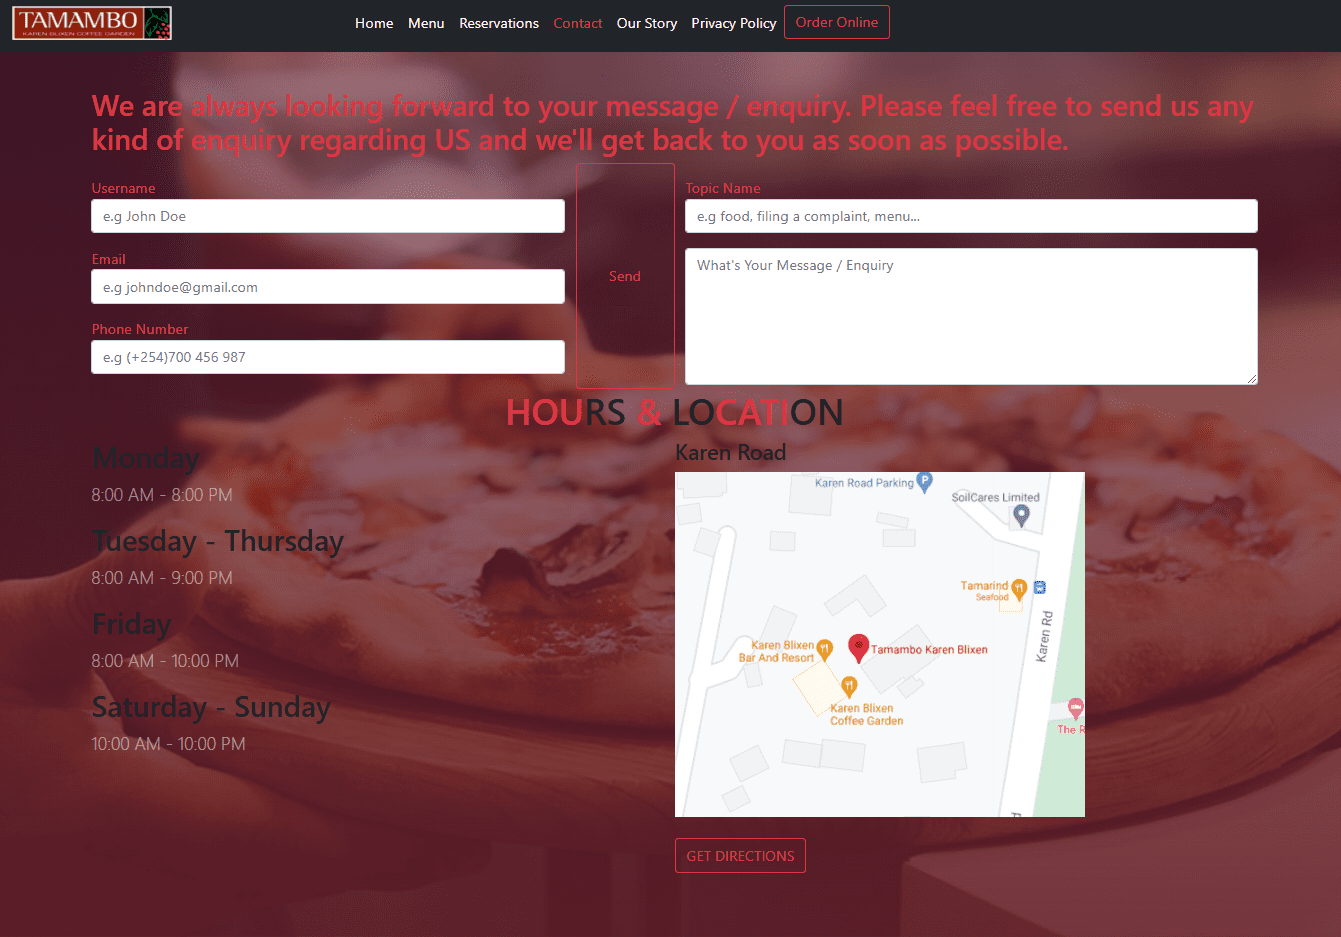 TAMAMBO
KAREN BLIXEN COFFEE GARDEN
Home Menu Reservations Contact Our Story Privacy Policy Order Online
We are always looking forward to your message / enquiry. Please feel free to send us any
kind of enquiry regarding US and we'll get back to you as soon as possible.
Username
e.g John Doe
Email
e.g johndoe@gmail.com
Phone Number
e.g (+254)700 456 987
Send
Topic Name
e.g food, filing a complaint, menu...
What's Your Message / Enquiry
HOURS & LOCATION
Monday
8:00 AM - 8:00 PM
Tuesday - Thursday
8:00 AM - 9:00 PM
Friday
8:00 AM - 10:00 PM
Saturday - Sunday
10:00 AM - 10:00 PM
Karen Road
Karen Road Parking
P
SoilCares Limited
Tamarind
Seafood
Karen Rd
Karen Blixen
Bar And Resort
Tamambo Karen Blixen
Karen Blixen
Coffee Garden
The R
GET DIRECTIONS